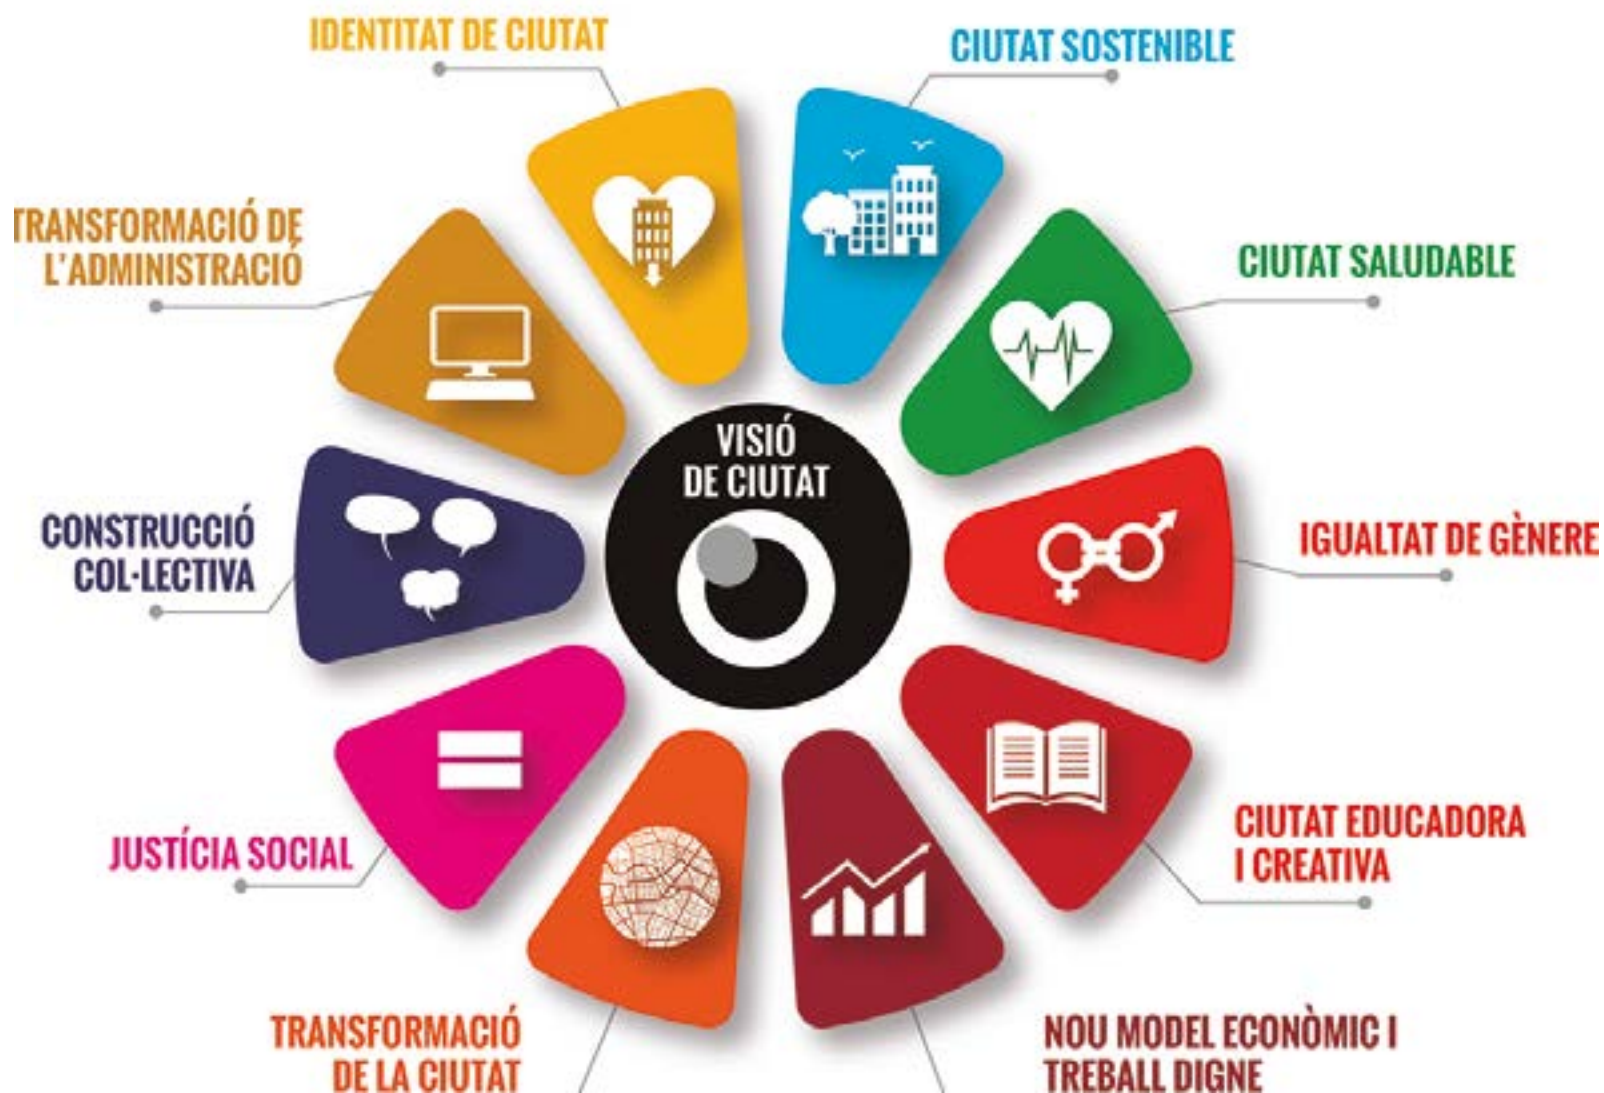 IDENTITAT DE CIUTAT
CIUTAT SOSTENIBLE
TRANSFORMACIÓ DE
L'ADMINISTRACIÓ
CIUTAT SALUDABLE
VISIÓ
DE CIUTAT
CONSTRUCCIÓ
COL·LECTIVA
IGUALTAT DE GÈNERE
JUSTÍCIA SOCIAL
CIUTAT EDUCADORA
I CREATIVA
TRANSFORMACIÓ
DE LA CIUTAT
NOU MODEL ECONÒMIC I
TREBALL DIGNE